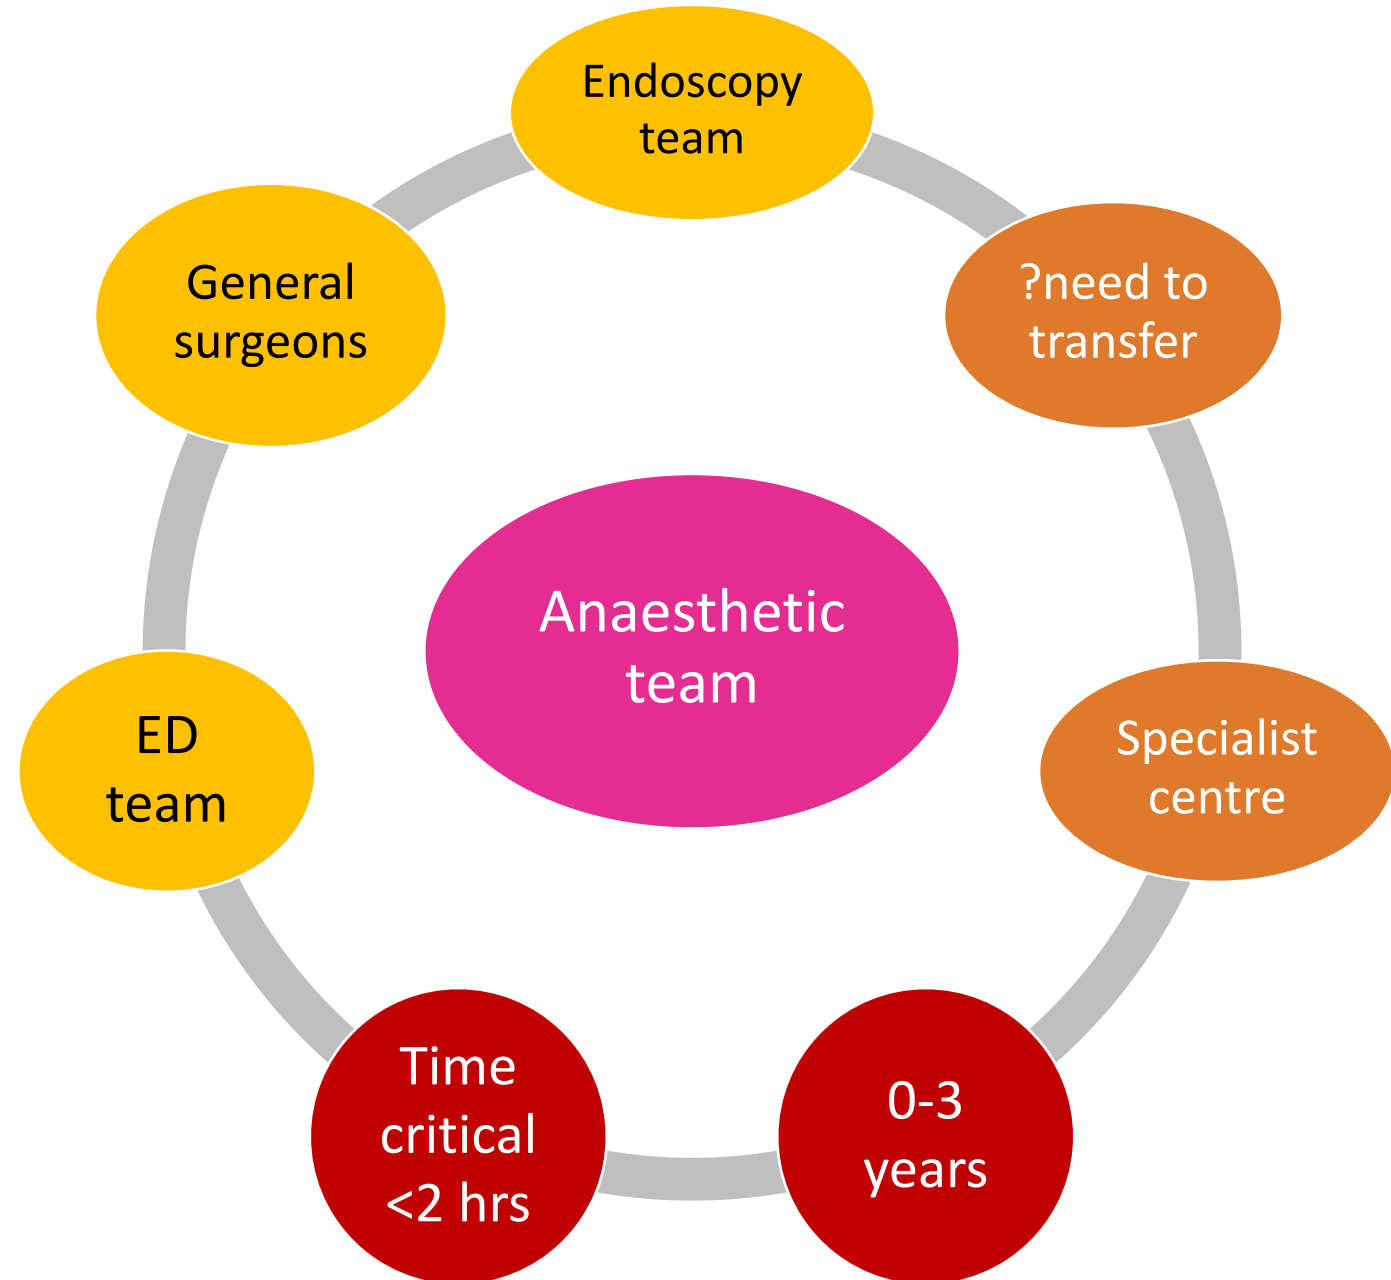 Endoscopy
team
?need to
transfer
Specialist
centre
0-3
years
Time
critical
<2 hrs
ED
team
General
surgeons
Anaesthetic
team